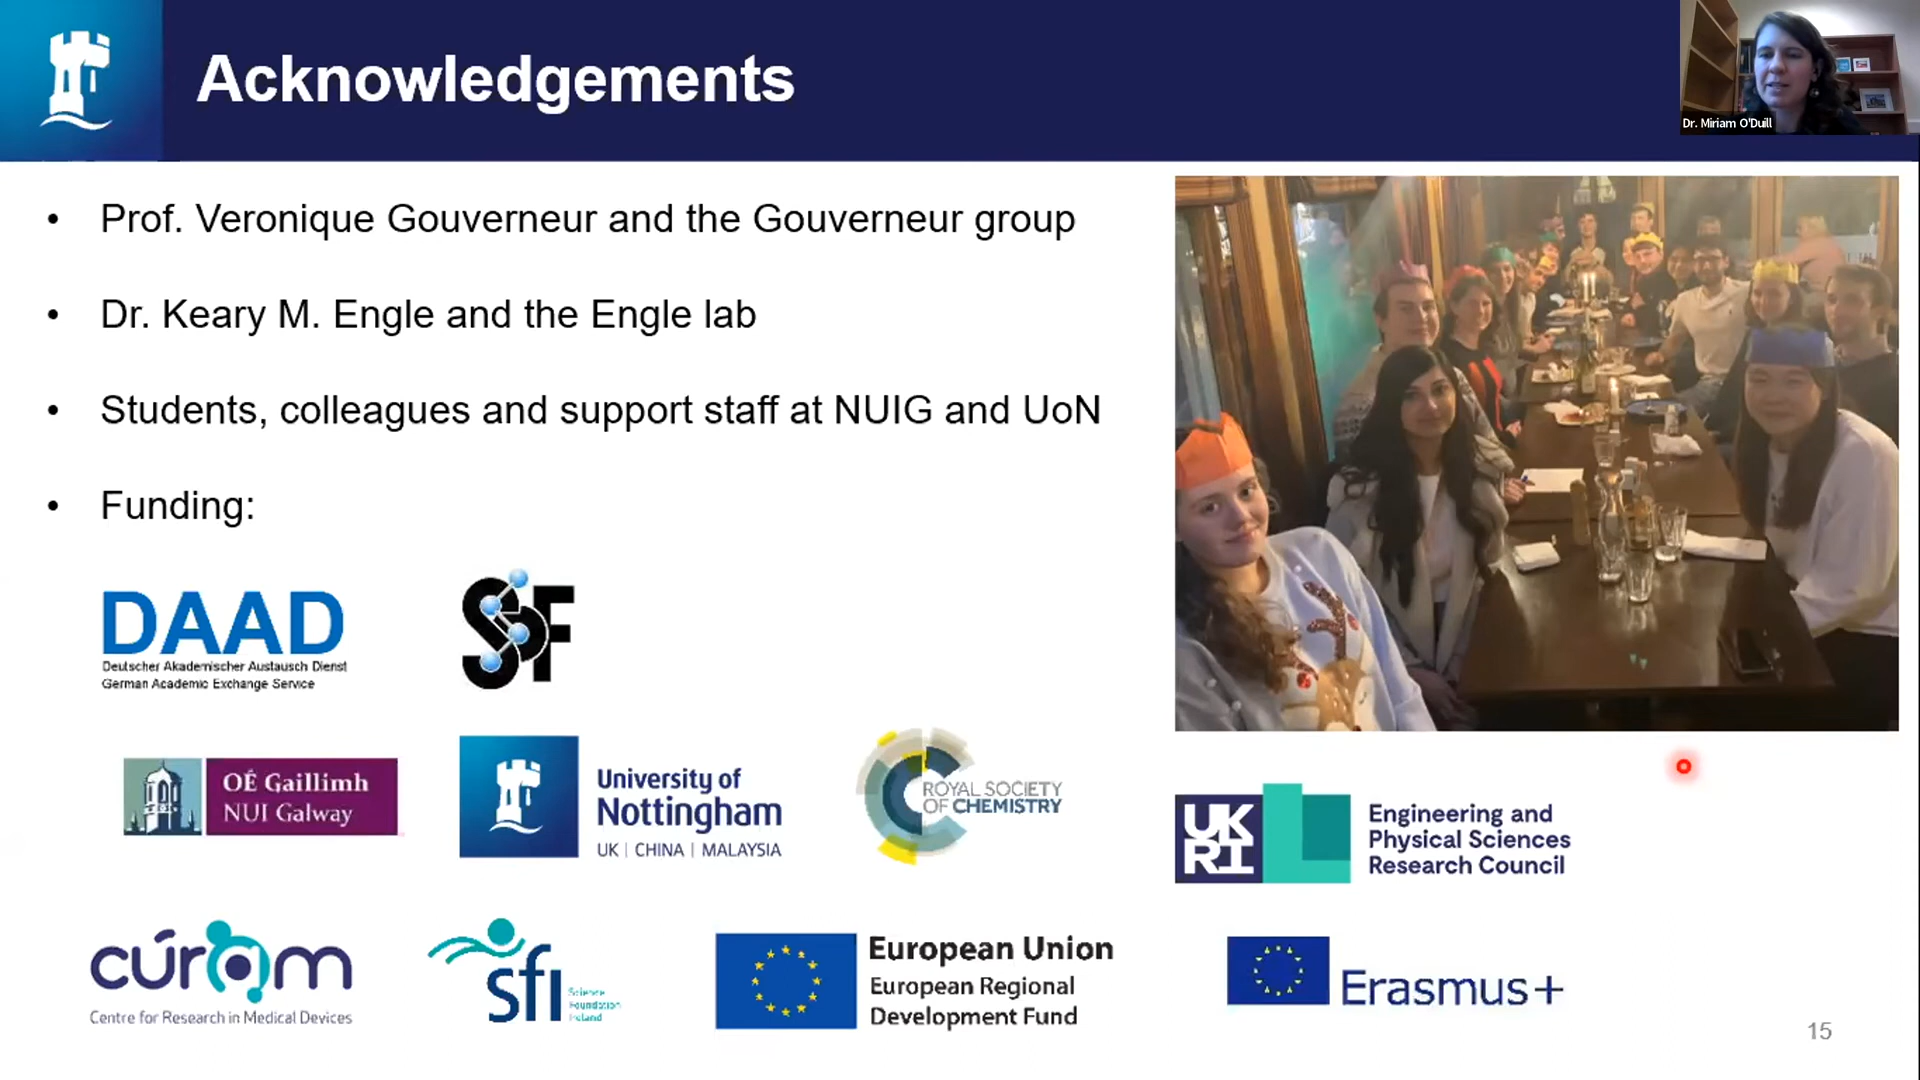 Acknowledgements
Dr. Miriam O'Duill
• Prof. Veronique Gouverneur and the Gouverneur group
• Dr. Keary M. Engle and the Engle lab
• Students, colleagues and support staff at NUIG and UoN
• Funding:
DAAD
Deutscher Akademischer Austausch Dienst
German Academic Exchange Service
SOF
OÉ Gaillimh
NUI Galway
University of
Nottingham
UK | CHINA | MALAYSIA
ROYAL SOCIETY
OF CHEMISTRY
UK
RI
Engineering and
Physical Sciences
Research Council
cúram
Centre for Research in Medical Devices
sfi
Science
Foundation
Ireland
European Union
European Regional
Development Fund
Erasmus+
15